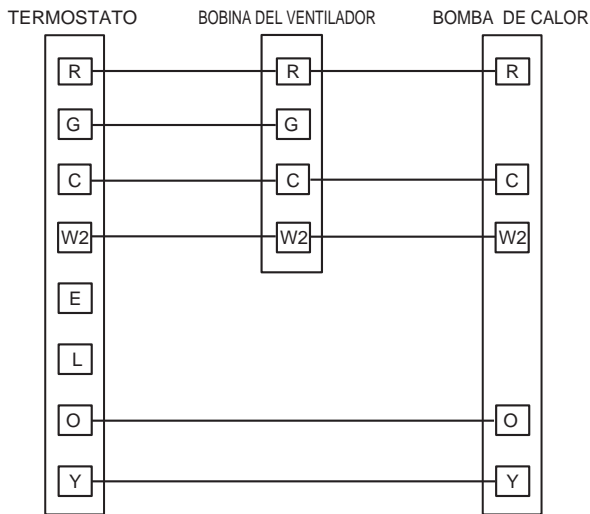 TERMOSTATO BOBINA DEL VENTILADOR BOMBA DE CALOR
R R R
G G
C C C
W2 W2 W2
E
L
O O
Y Y